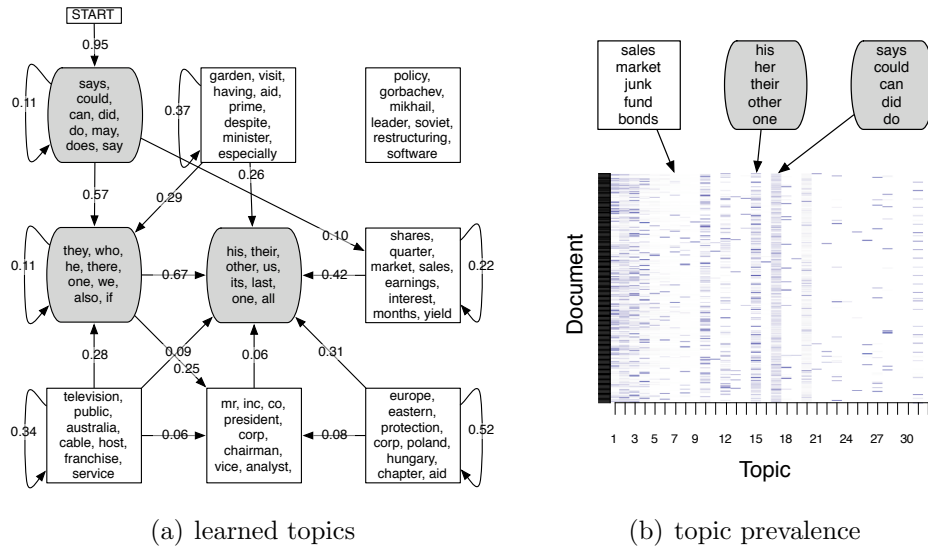 START
0.95
says,
could,
can, did,
do, may,
does, say
0.11
garden, visit,
having, aid,
prime,
despite,
minister,
especially
0.37
policy,
gorbachev,
mikhail,
leader, soviet,
restructuring,
software
0.57
0.29
0.26
0.10
they, who,
he, there,
one, we,
also, if
0.11
0.67
his, their,
other, us,
its, last,
one, all
0.42
shares,
quarter,
market, sales,
earnings,
interest,
months, yield
0.22
0.28
0.09
0.25
0.06
0.31
television,
public,
australia,
cable, host,
franchise,
service
0.34
0.06
mr, inc, co,
president,
corp,
chairman,
vice, analyst,
0.08
europe,
eastern,
protection,
corp, poland,
hungary,
chapter, aid
0.52
(a) learned topics
sales
market
junk
fund
bonds
his
her
their
other
one
says
could
can
did
do
Document
1 3 5 7 9 12 15 18 21 24 27 30
Topic
(b) topic prevalence